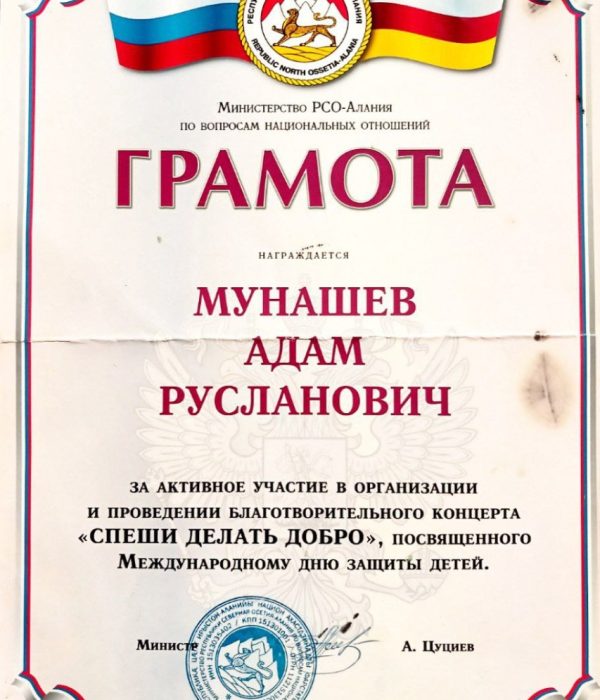 REPUBLIC NORTH OSSETIA-ALANIA
Министерство РСО-Алания
по вопросам национальных отношений
ГРАМОТА
награждается
МУНАШЕВ
АДАМ
РУСЛАНОВИЧ
за активное участие в организации
и проведении благотворительного концерта
«СПЕШИ ДЕЛАТЬ ДОБРО», посвященного
Международному дню защиты детей.
Министр А. Цуциев